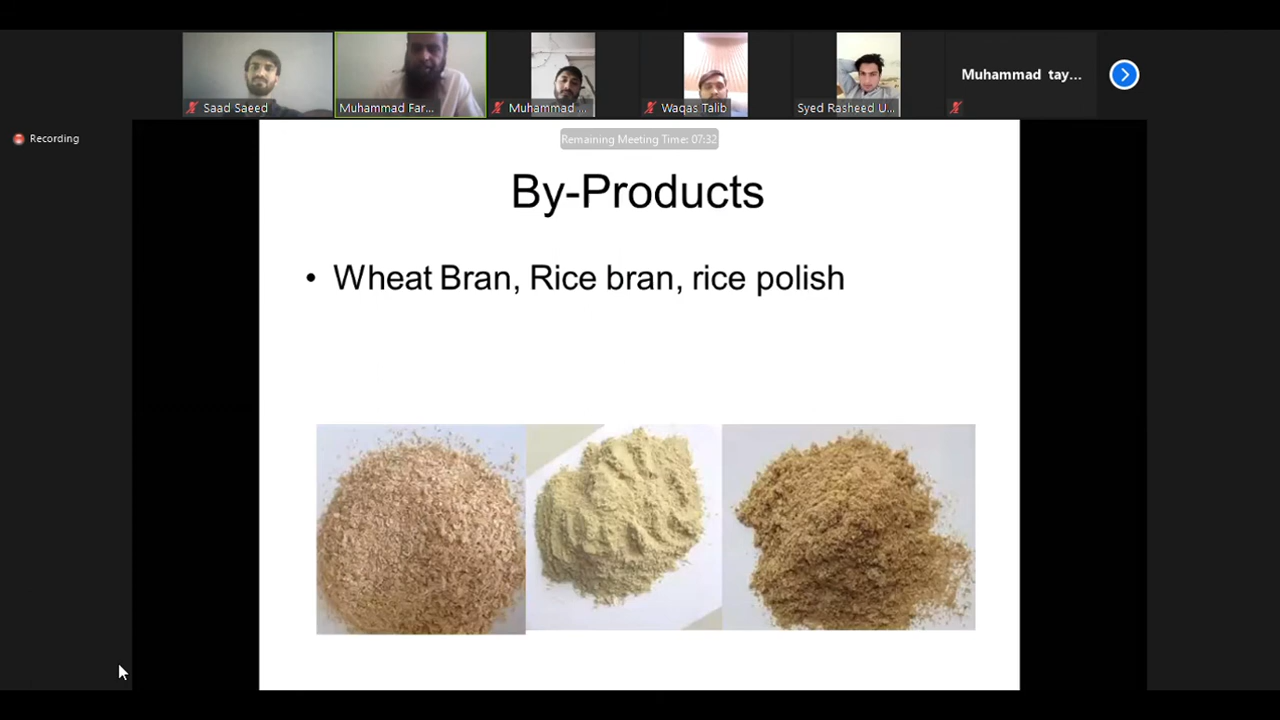 Saad Saeed
Muhammad Far...
Muhammad ...
Waqas Talib
Syed Rasheed U...
Muhammad tay...
Recording
Remaining Meeting Time: 07:32
By-Products
• Wheat Bran, Rice bran, rice polish